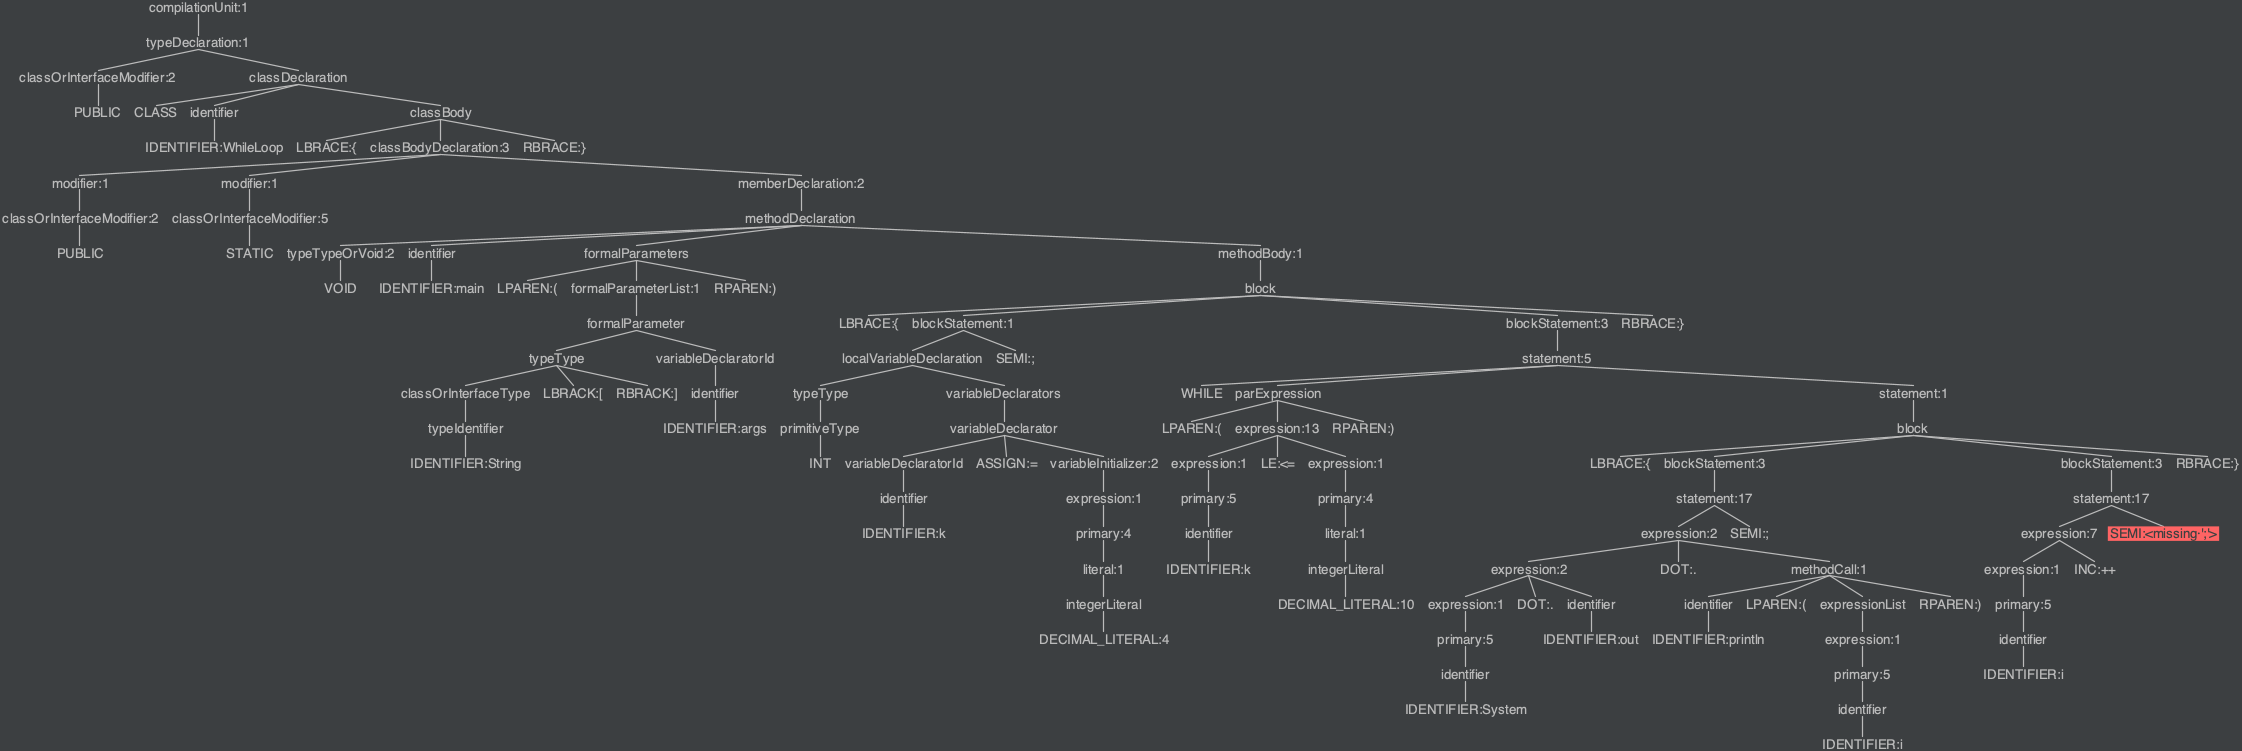 compilationUnit:1
typeDeclaration:1
classOrInterfaceModifier:2 classDeclaration
PUBLIC CLASS identifier classBody
IDENTIFIER:WhileLoop LBRACE:{ classBodyDeclaration:3 RBRACE:}
modifier:1 modifier:1 memberDeclaration:2
classOrInterfaceModifier:2 classOrInterfaceModifier:5 methodDeclaration
PUBLIC STATIC typeTypeOrVoid:2 identifier formalParameters methodBody:1
VOID IDENTIFIER:main LPAREN:( formalParameterList:1 RPAREN:) block
formalParameter LBRACE:{ blockStatement:1 blockStatement:3 RBRACE:}
typeType variableDeclaratorId localVariableDeclaration SEMI:; statement:5
classOrInterfaceType LBRACK:[ RBRACK:] identifier typeType variableDeclarators WHILE parExpression statement:1
typeIdentifier IDENTIFIER:args primitiveType variableDeclarator LPAREN:( expression:13 RPAREN:) block
IDENTIFIER:String INT variableDeclaratorId ASSIGN:= variableInitializer:2 expression:1 LE:<= expression:1 LBRACE:{ blockStatement:3 blockStatement:3 RBRACE:}
identifier expression:1 primary:5 primary:4 statement:17 statement:17
IDENTIFIER:k primary:4 identifier literal:1 expression:2 SEMI:; expression:7 SEMI:<missing·';'>
literal:1 IDENTIFIER:k integerLiteral expression:2 DOT:. methodCall:1 expression:1 INC:++
integerLiteral DECIMAL_LITERAL:10 expression:1 DOT:. identifier identifier LPAREN:( expressionList RPAREN:) primary:5
DECIMAL_LITERAL:4 primary:5 IDENTIFIER:out IDENTIFIER:println expression:1 identifier
identifier primary:5 IDENTIFIER:i
IDENTIFIER:System identifier
IDENTIFIER:i